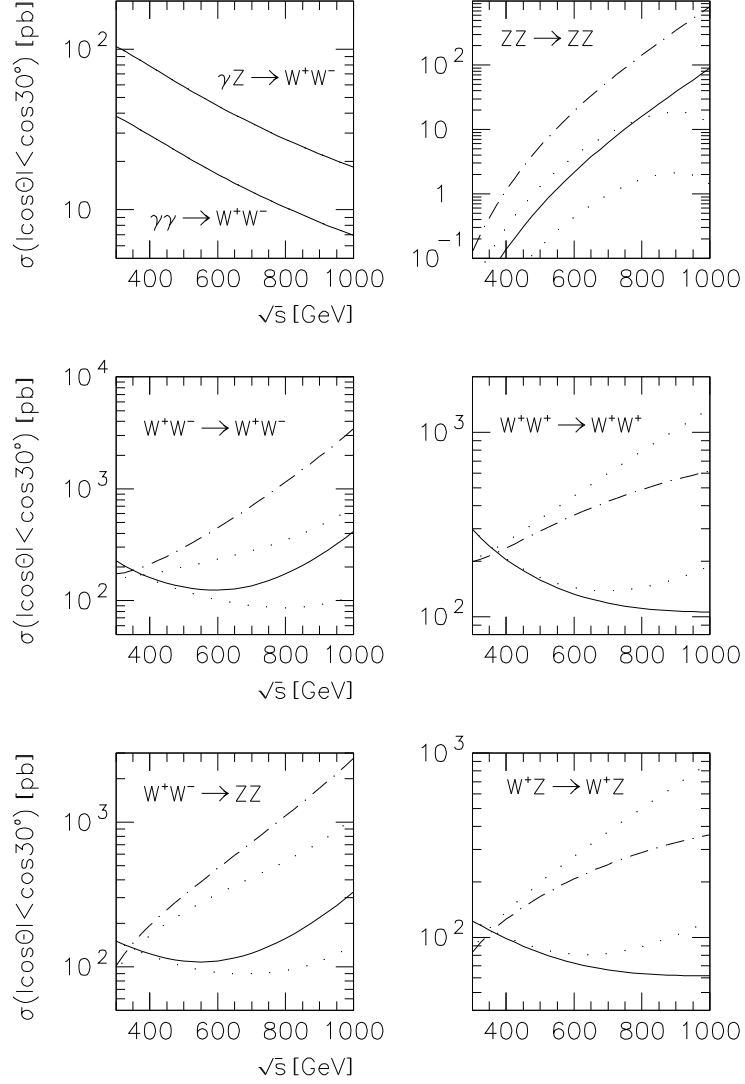 σ(|cosΘ|<cos30°) [pb]
10²
10
γZ → W⁺W⁻
γγ → W⁺W⁻
400 600 800 1000
√s [GeV]
ZZ → ZZ
10²
10
1
10⁻¹
400 600 800 1000
σ(|cosΘ|<cos30°) [pb]
10⁴
10³
10²
W⁺W⁻ → W⁺W⁻
400 600 800 1000
√s [GeV]
W⁺W⁺ → W⁺W⁺
10³
10²
400 600 800 1000
σ(|cosΘ|<cos30°) [pb]
10³
10²
W⁺W⁻ → ZZ
400 600 800 1000
√s [GeV]
10³
W⁺Z → W⁺Z
10²
400 600 800 1000